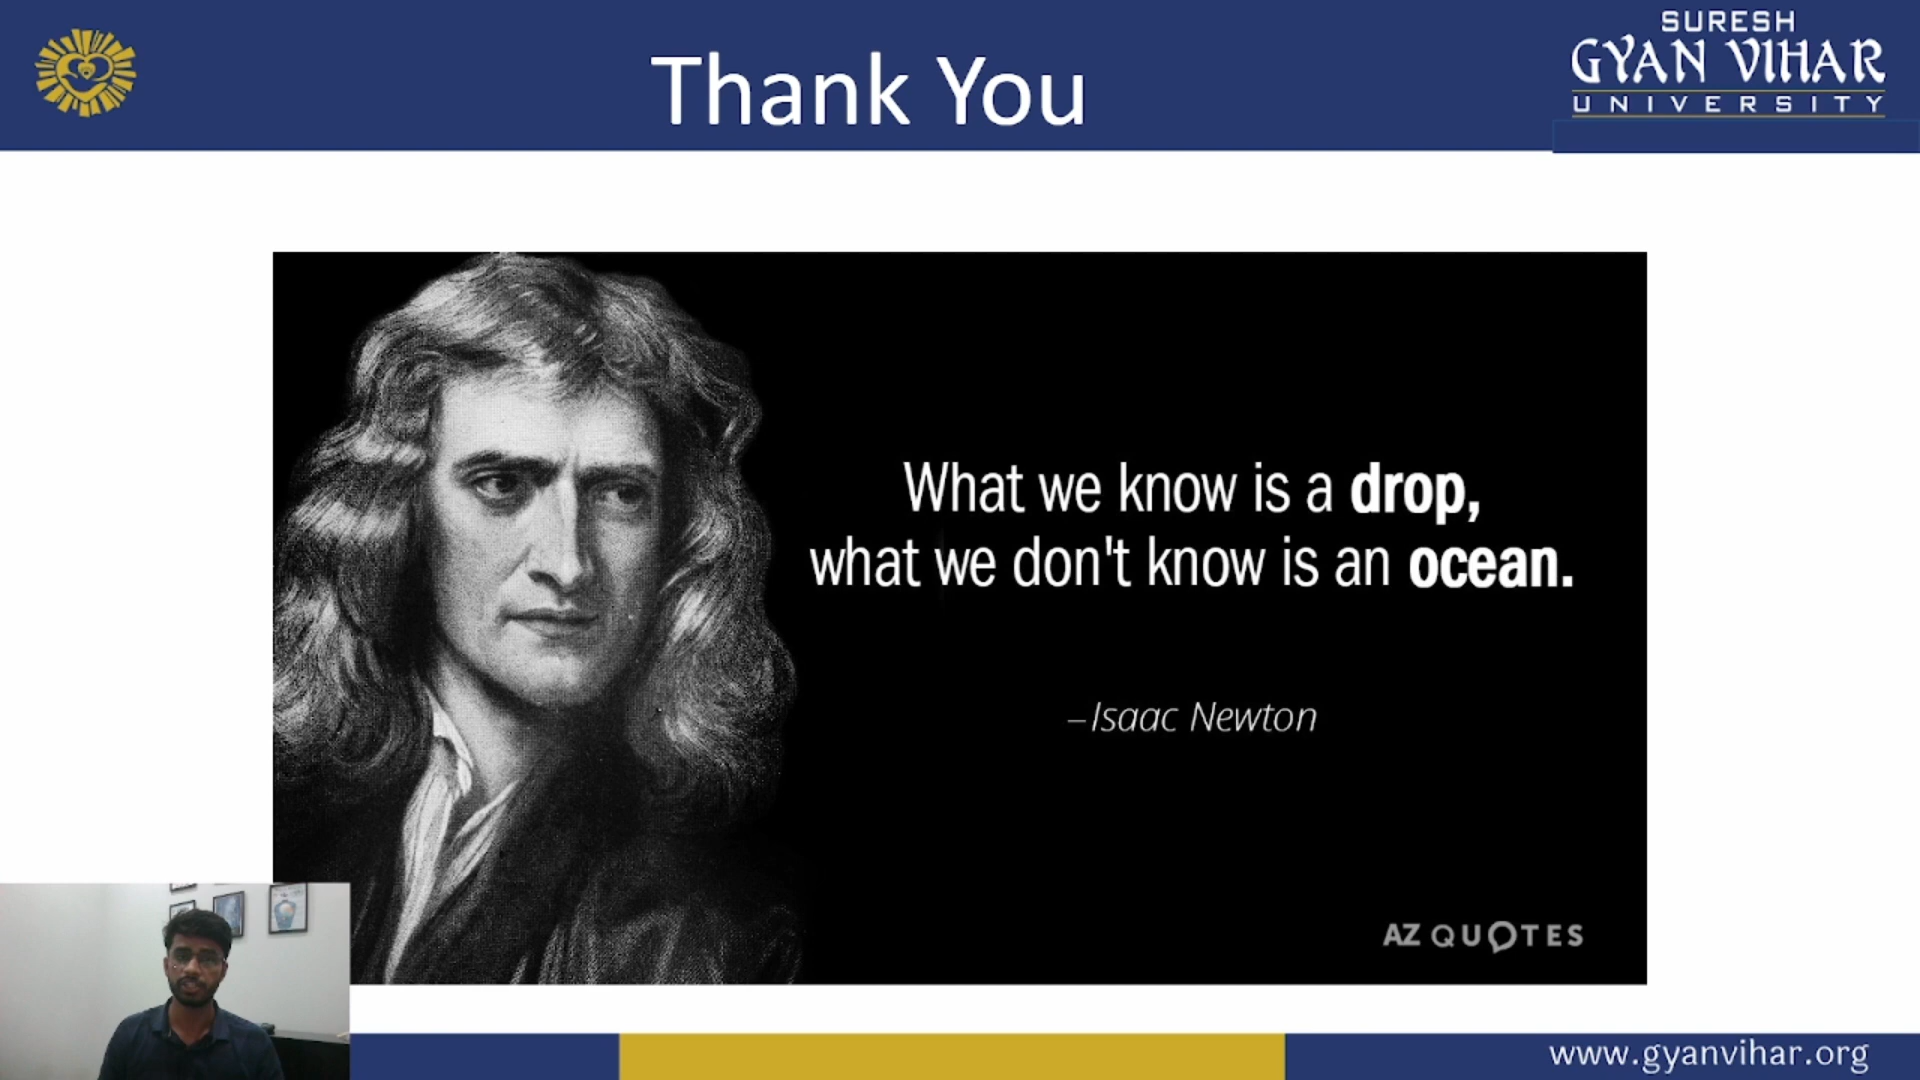 Thank You
SURESH
GYAN VIHAR
UNIVERSITY
What we know is a drop,
what we don't know is an ocean.
–Isaac Newton
AZ QUOTES
www.gyanvihar.org